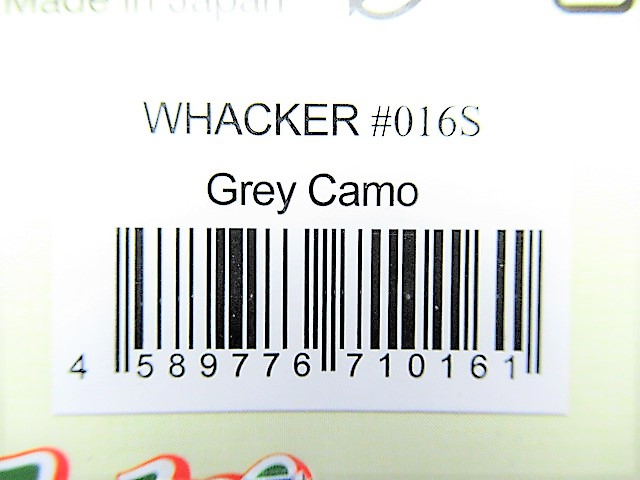 Made in Japan
WHACKER #016S
Grey Camo
4 589776 710161